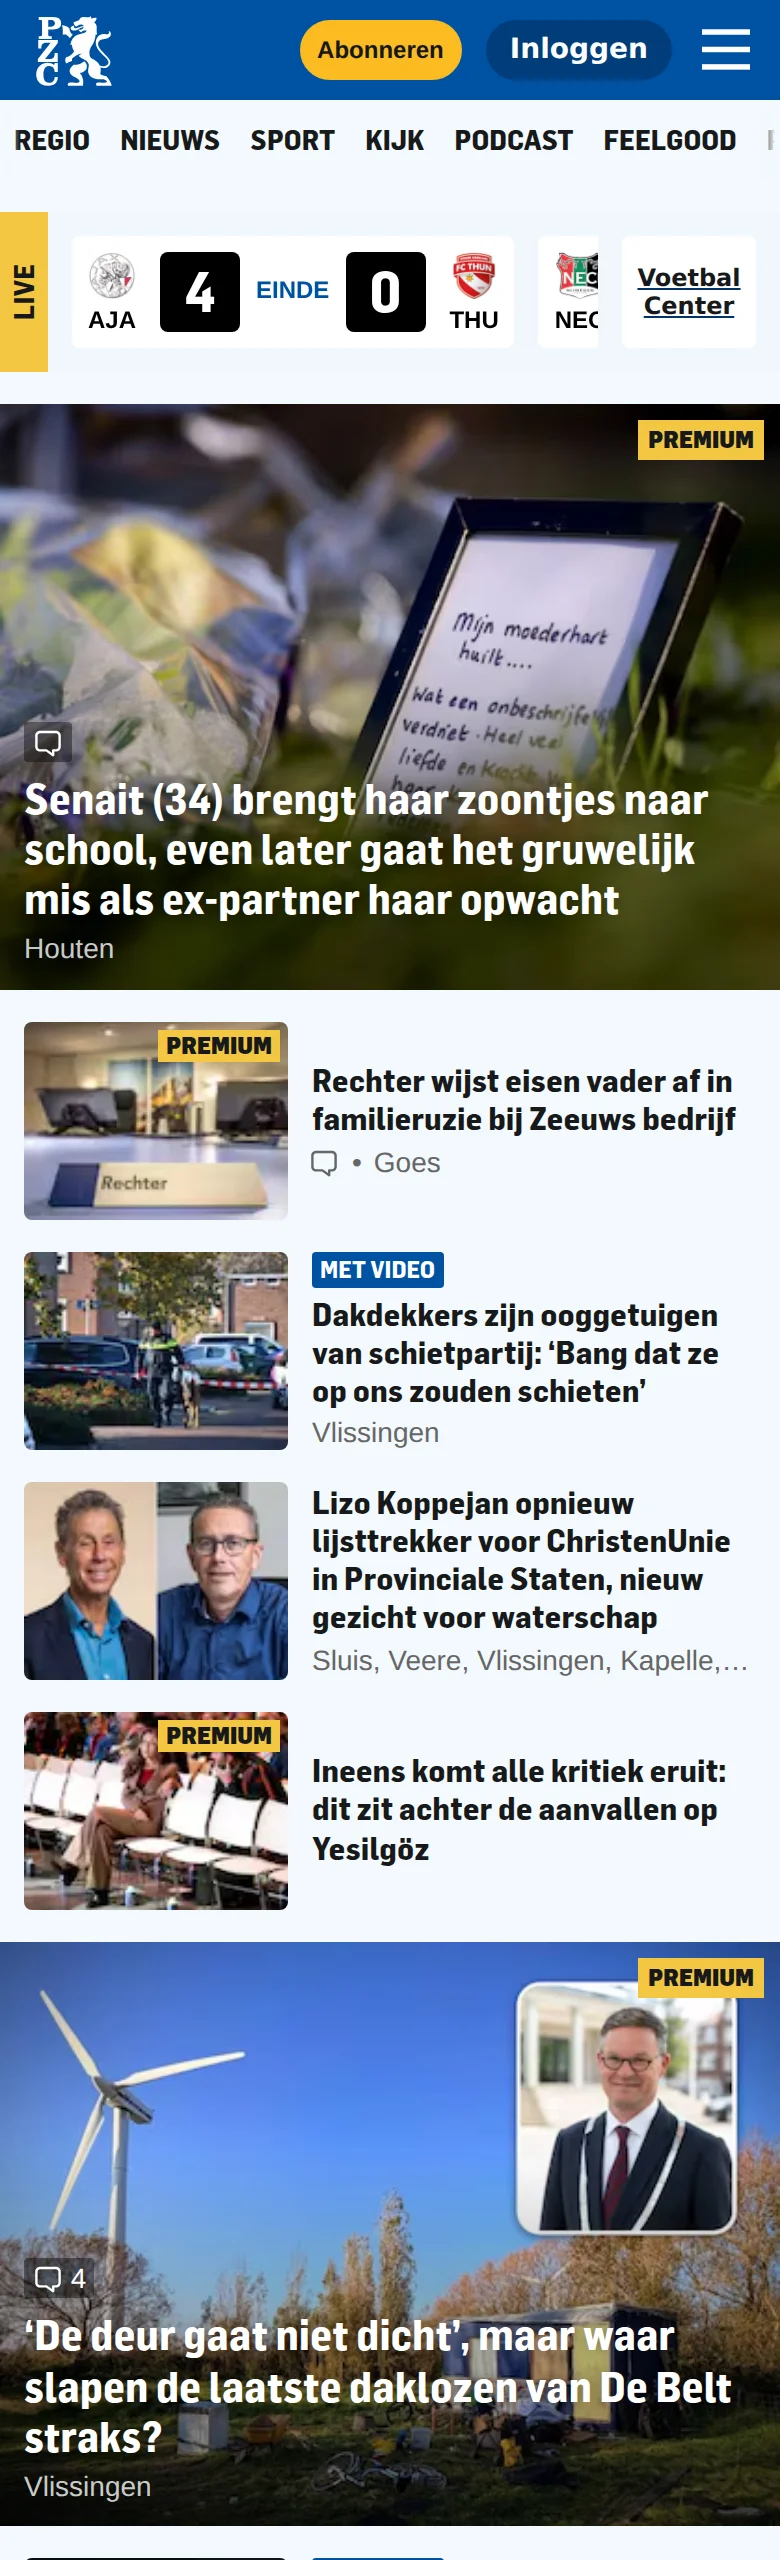 PZC
Abonneren
Inloggen
REGIO NIEUWS SPORT KIJK PODCAST FEELGOOD
LIVE
4 EINDE 0
AJA
FC THUN
THU
NEC
NEC
Voetbal
Center
PREMIUM
Mijn moederhart
huilt....
Wat een onbeschrijfelijk
verdriet. Heel veel
liefde en kracht
Senait (34) brengt haar zoontjes naar
school, even later gaat het gruwelijk
mis als ex-partner haar opwacht
Houten
PREMIUM
Rechter
Rechter wijst eisen vader af in
familieruzie bij Zeeuws bedrijf
• Goes
MET VIDEO
Dakdekkers zijn ooggetuigen
van schietpartij: ‘Bang dat ze
op ons zouden schieten’
Vlissingen
Lizo Koppejan opnieuw
lijsttrekker voor ChristenUnie
in Provinciale Staten, nieuw
gezicht voor waterschap
Sluis, Veere, Vlissingen, Kapelle,…
PREMIUM
Ineens komt alle kritiek eruit:
dit zit achter de aanvallen op
Yesilgöz
PREMIUM
4
‘De deur gaat niet dicht’, maar waar
slapen de laatste daklozen van De Belt
straks?
Vlissingen